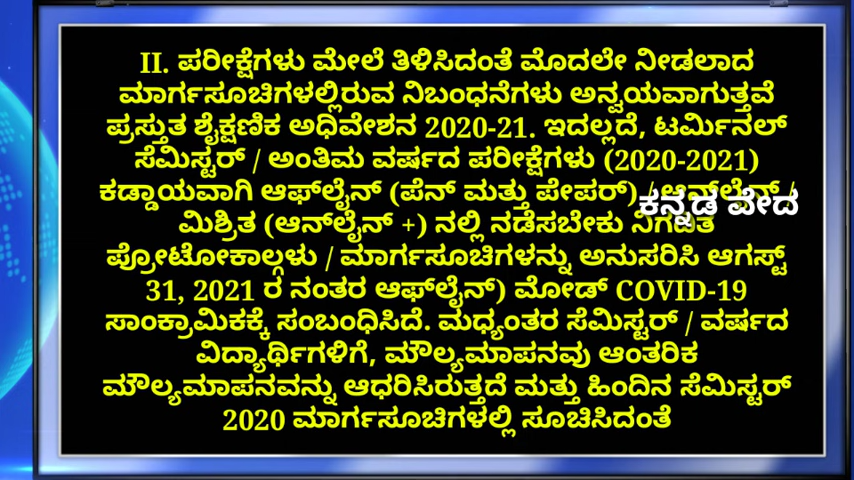 II. ಪರೀಕ್ಷೆಗಳು ಮೇಲೆ ತಿಳಿಸಿದಂತೆ ಮೊದಲೇ ನೀಡಲಾದ
ಮಾರ್ಗಸೂಚಿಗಳಲ್ಲಿರುವ ನಿಬಂಧನೆಗಳು ಅನ್ವಯವಾಗುತ್ತವೆ
ಪ್ರಸ್ತುತ ಶೈಕ್ಷಣಿಕ ಅಧಿವೇಶನ 2020-21. ಇದಲ್ಲದೆ, ಟರ್ಮಿನಲ್
ಸೆಮಿಸ್ಟರ್ / ಅಂತಿಮ ವರ್ಷದ ಪರೀಕ್ಷೆಗಳು (2020-2021)
ಕಡ್ಡಾಯವಾಗಿ ಆಫ್‌ಲೈನ್ (ಪೆನ್ ಮತ್ತು ಪೇಪರ್) / ಆನ್‌ಲೈನ್ /
ಕನ್ನಡ ವೇದ
ಮಿಶ್ರಿತ (ಆನ್‌ಲೈನ್ +) ನಲ್ಲಿ ನಡೆಸಬೇಕು ನಿಗದಿತ
ಪ್ರೋಟೋಕಾಲ್ಗಳು / ಮಾರ್ಗಸೂಚಿಗಳನ್ನು ಅನುಸರಿಸಿ ಆಗಸ್ಟ್
31, 2021 ರ ನಂತರ ಆಫ್‌ಲೈನ್) ಮೋಡ್ COVID-19
ಸಾಂಕ್ರಾಮಿಕಕ್ಕೆ ಸಂಬಂಧಿಸಿದೆ. ಮಧ್ಯಂತರ ಸೆಮಿಸ್ಟರ್ / ವರ್ಷದ
ವಿದ್ಯಾರ್ಥಿಗಳಿಗೆ, ಮೌಲ್ಯಮಾಪನವು ಆಂತರಿಕ
ಮೌಲ್ಯಮಾಪನವನ್ನು ಆಧರಿಸಿರುತ್ತದೆ ಮತ್ತು ಹಿಂದಿನ ಸೆಮಿಸ್ಟರ್
2020 ಮಾರ್ಗಸೂಚಿಗಳಲ್ಲಿ ಸೂಚಿಸಿದಂತೆ